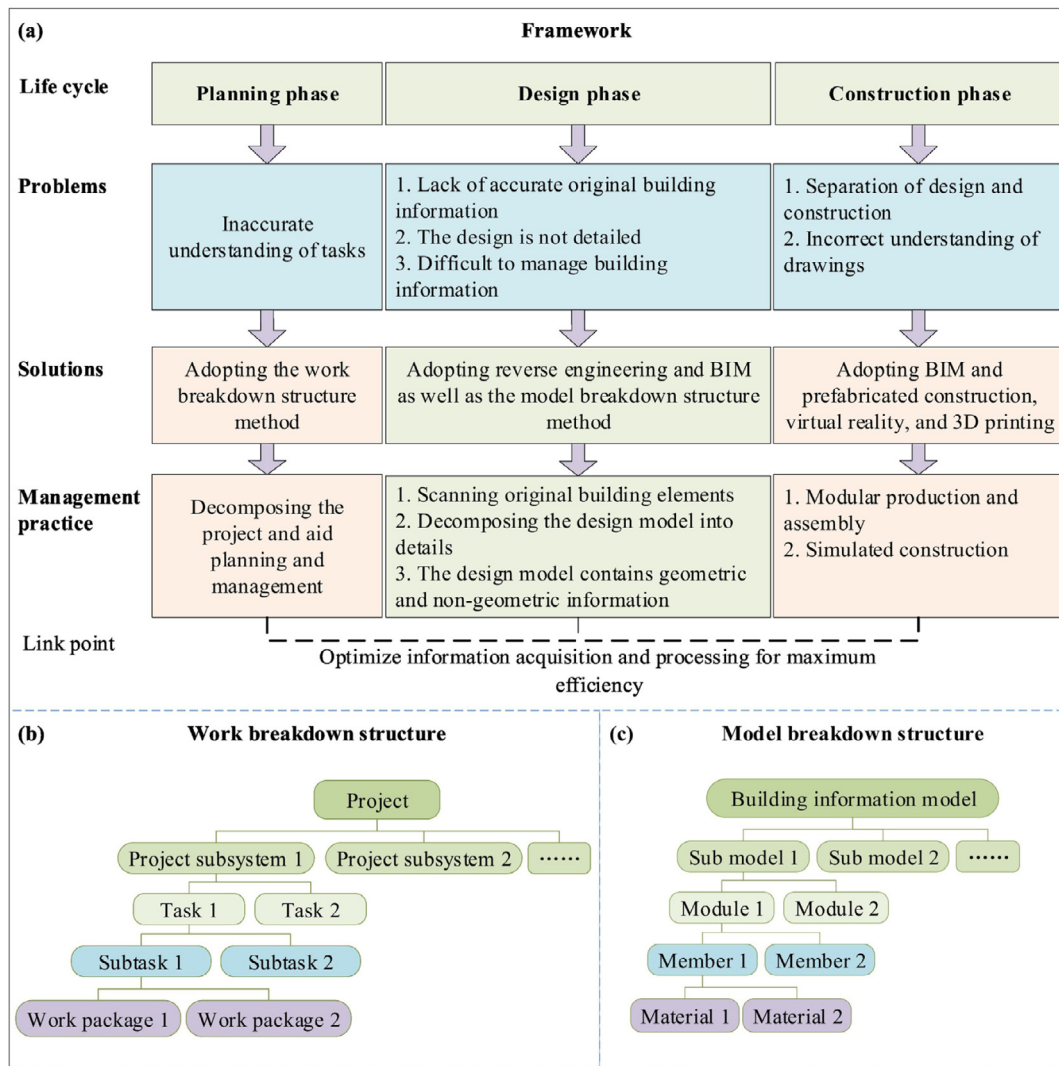 (a)
Framework
Life cycle
Planning phase
Design phase
Construction phase
Problems
Inaccurate
understanding of tasks
1. Lack of accurate original building
information
2. The design is not detailed
3. Difficult to manage building
information
1. Separation of design and
construction
2. Incorrect understanding of
drawings
Solutions
Adopting the work
breakdown structure
method
Adopting reverse engineering and BIM
as well as the model breakdown structure
method
Adopting BIM and
prefabricated construction,
virtual reality, and 3D printing
Management
practice
Decomposing the
project and aid
planning and
management
1. Scanning original building elements
2. Decomposing the design model into
details
3. The design model contains geometric
and non-geometric information
1. Modular production and
assembly
2. Simulated construction
Link point
Optimize information acquisition and processing for maximum
efficiency
(b)
Work breakdown structure
Project
Project subsystem 1
Project subsystem 2
……
Task 1
Task 2
Subtask 1
Subtask 2
Work package 1
Work package 2
(c)
Model breakdown structure
Building information model
Sub model 1
Sub model 2
……
Module 1
Module 2
Member 1
Member 2
Material 1
Material 2